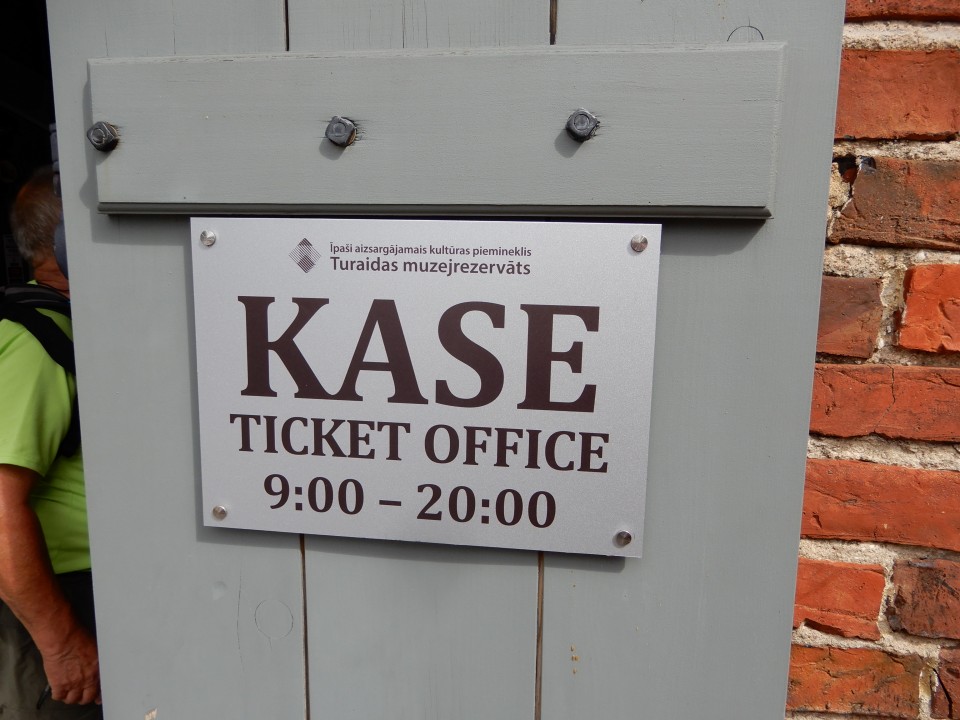 Īpaši aizsargājamais kultūras piemineklis
Turaidas muzejrezervāts
KASE
TICKET OFFICE
9:00 – 20:00